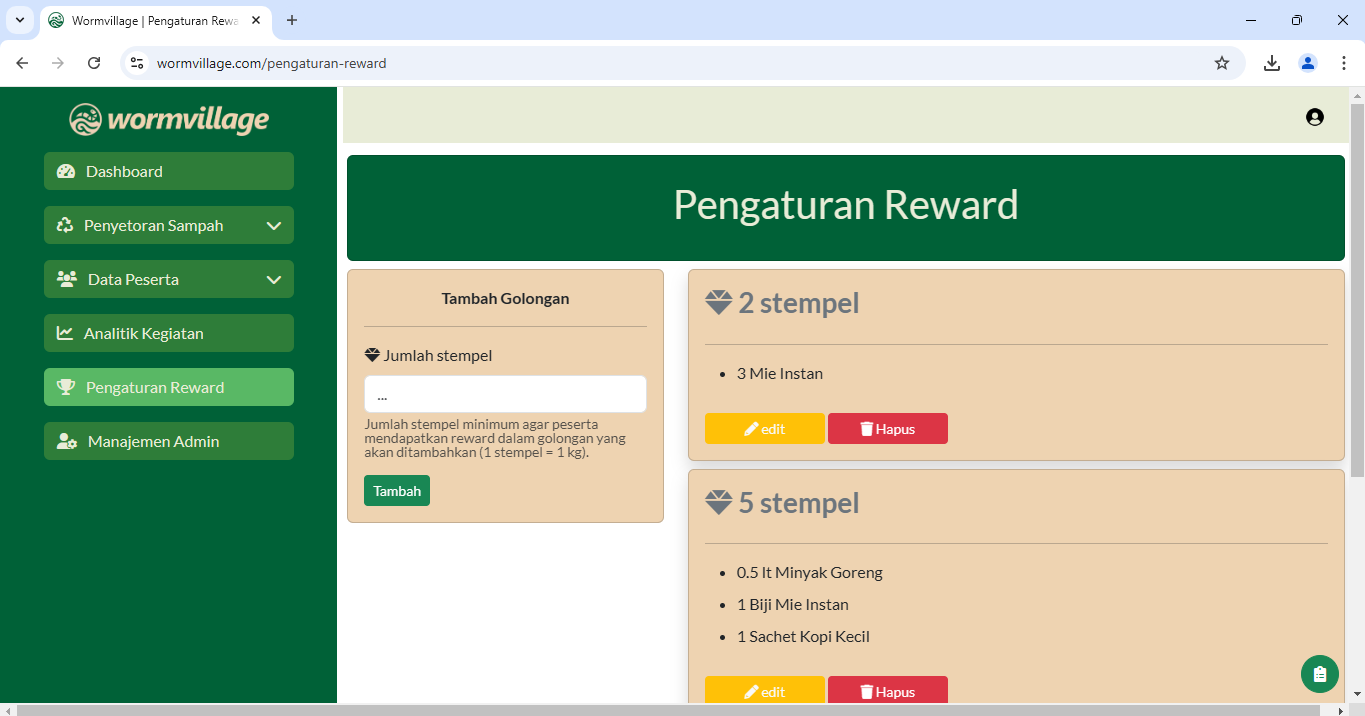 Wormvillage | Pengaturan Rewa
wormvillage.com/pengaturan-reward
wormvillage
Dashboard
Penyetoran Sampah
Data Peserta
Analitik Kegiatan
Pengaturan Reward
Manajemen Admin
Pengaturan Reward
Tambah Golongan
Jumlah stempel
...
Jumlah stempel minimum agar peserta
mendapatkan reward dalam golongan yang
akan ditambahkan (1 stempel = 1 kg).
Tambah
2 stempel
3 Mie Instan
edit Hapus
5 stempel
0.5 lt Minyak Goreng
1 Biji Mie Instan
1 Sachet Kopi Kecil
edit Hapus